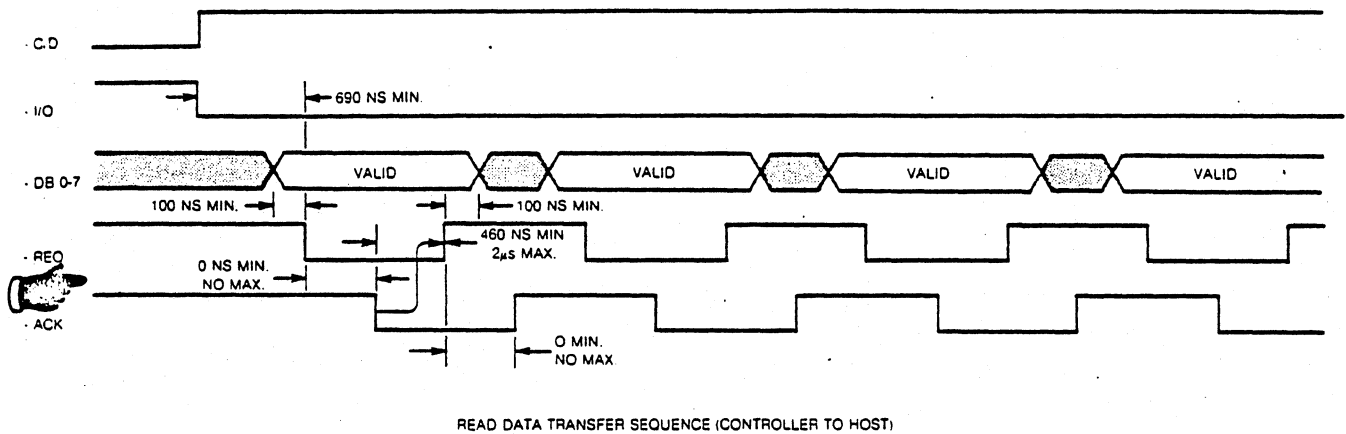 - C/D
- I/O
690 NS MIN.
- DB 0-7
VALID
VALID
VALID
VALID
100 NS MIN.
100 NS MIN.
- REQ
460 NS MIN
2µs MAX.
0 NS MIN.
NO MAX.
- ACK
O MIN.
NO MAX
READ DATA TRANSFER SEQUENCE (CONTROLLER TO HOST)